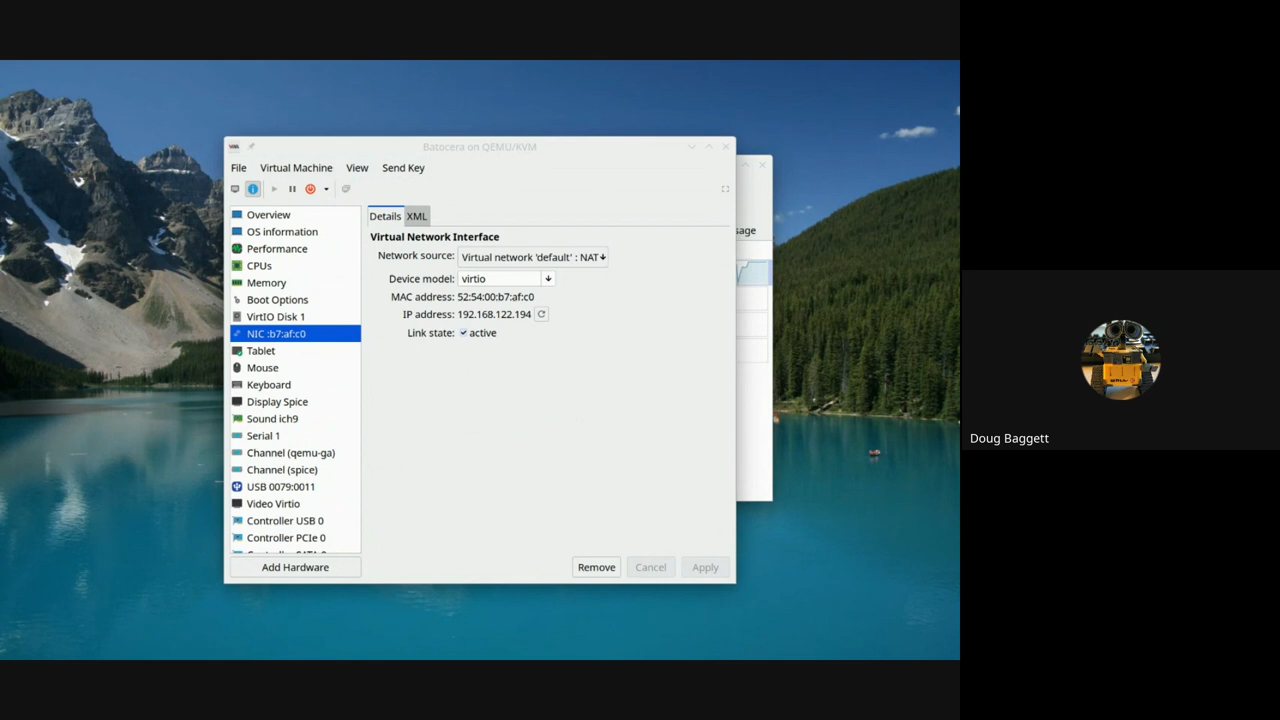 Batocera on QEMU/KVM
File Virtual Machine View Send Key
Overview
OS information
Performance
CPUs
Memory
Boot Options
VirtIO Disk 1
NIC :b7:af:c0
Tablet
Mouse
Keyboard
Display Spice
Sound ich9
Serial 1
Channel (qemu-ga)
Channel (spice)
USB 0079:0011
Video Virtio
Controller USB 0
Controller PCIe 0
Add Hardware
Details XML
Virtual Network Interface
Network source: Virtual network 'default' : NAT
Device model: virtio
MAC address: 52:54:00:b7:af:c0
IP address: 192.168.122.194
Link state: active
Remove Cancel Apply
sage
Doug Baggett